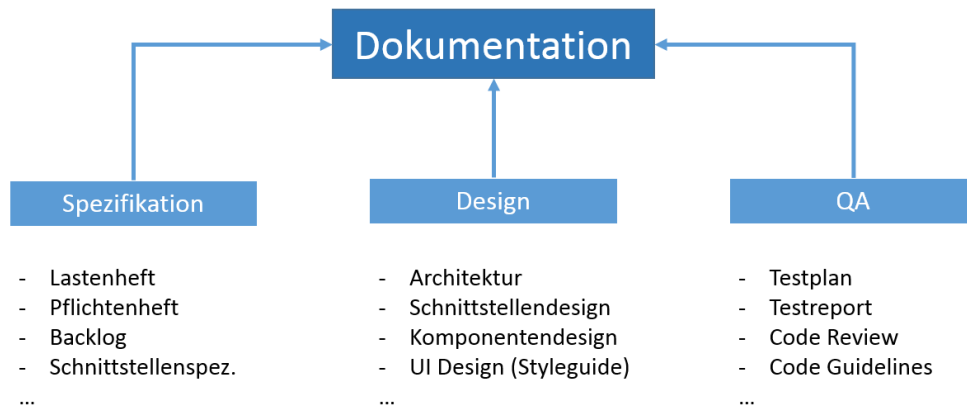 Dokumentation
Spezifikation
- Lastenheft
- Pflichtenheft
- Backlog
- Schnittstellenspez.
...
Design
- Architektur
- Schnittstellendesign
- Komponentendesign
- UI Design (Styleguide)
...
QA
- Testplan
- Testreport
- Code Review
- Code Guidelines
...